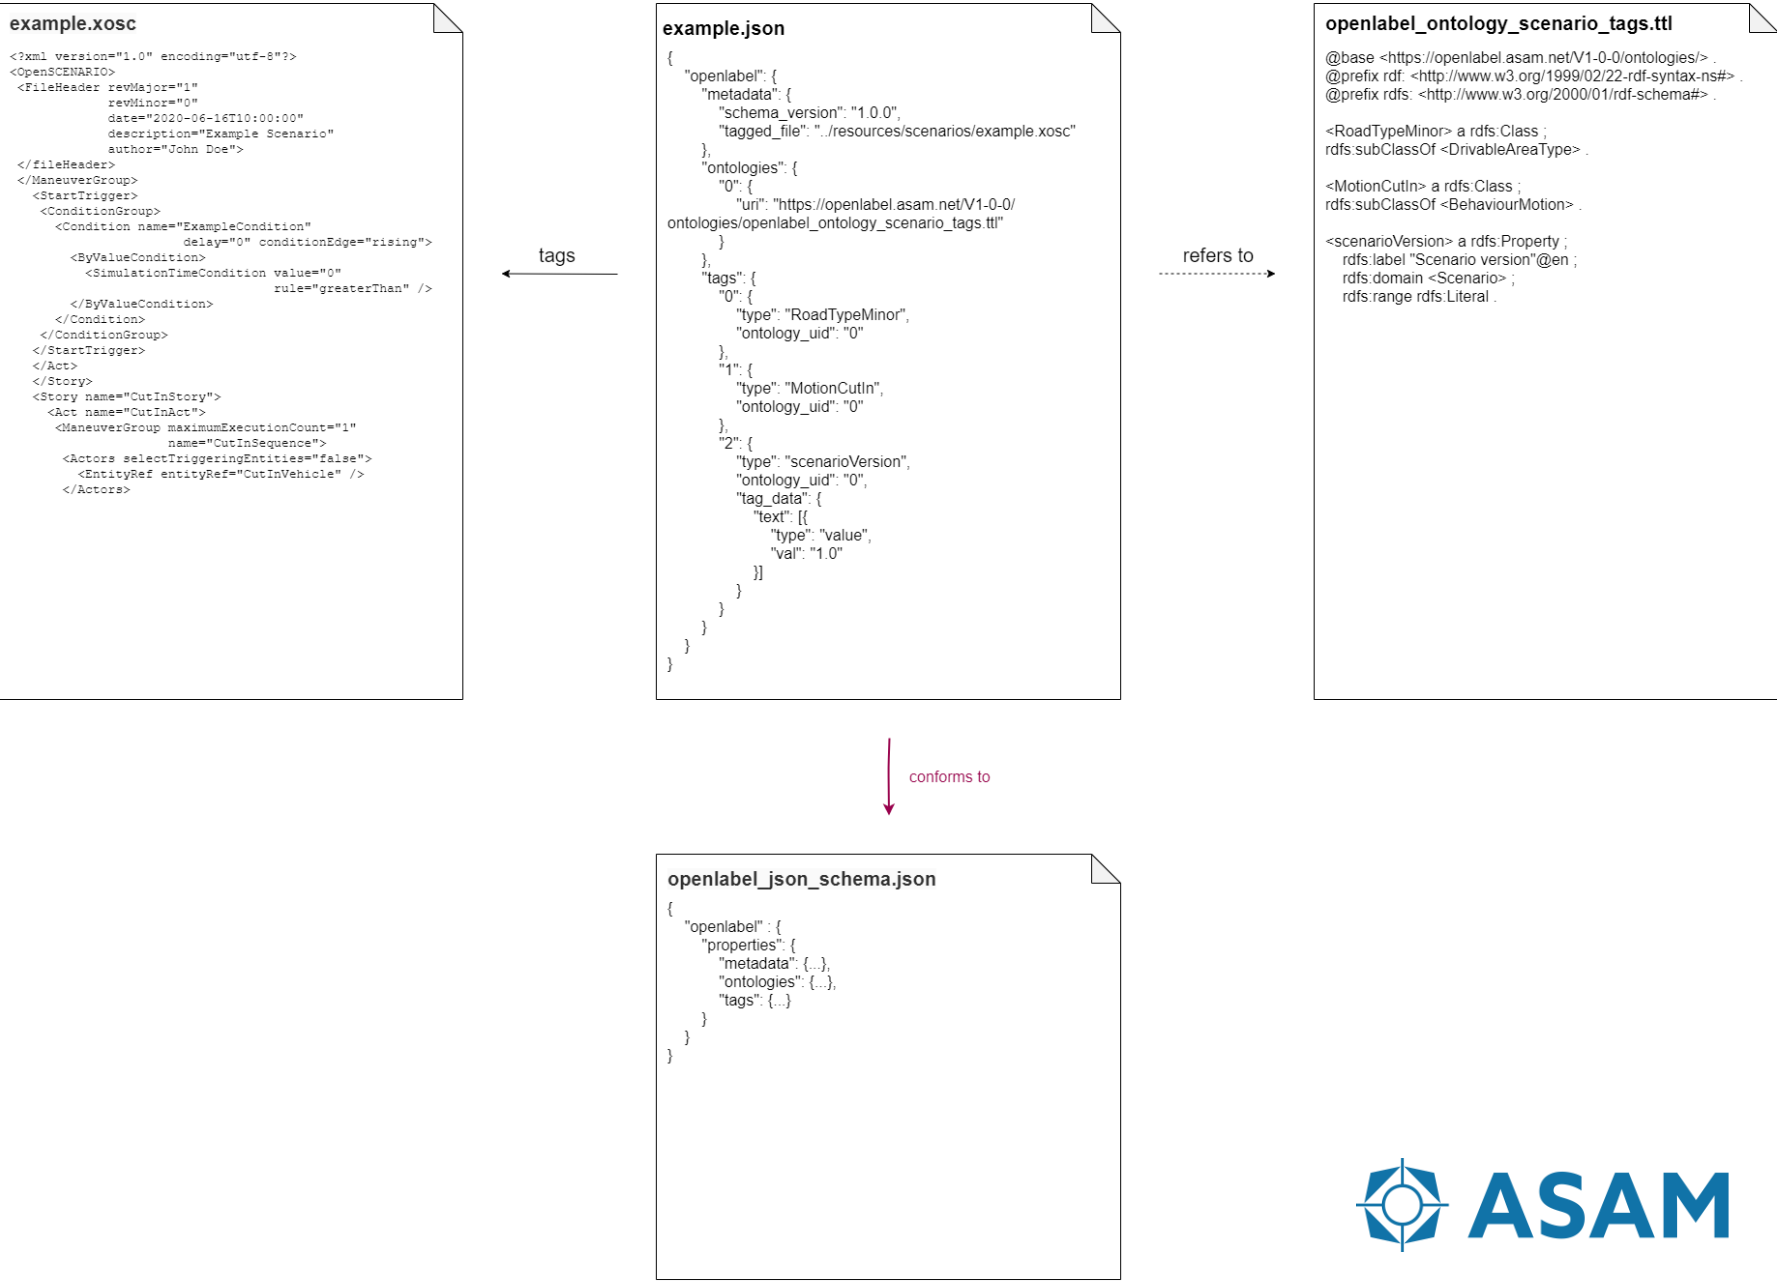 example.xosc
<?xml version="1.0" encoding="utf-8"?>
<OpenSCENARIO>
<FileHeader revMajor="1"
revMinor="0"
date="2020-06-16T10:00:00"
description="Example Scenario"
author="John Doe">
</fileHeader>
</ManeuverGroup>
<StartTrigger>
<ConditionGroup>
<Condition name="ExampleCondition"
delay="0" conditionEdge="rising">
<ByValueCondition>
<SimulationTimeCondition value="0"
rule="greaterThan" />
</ByValueCondition>
</Condition>
</ConditionGroup>
</StartTrigger>
</Act>
</Story>
<Story name="CutInStory">
<Act name="CutInAct">
<ManeuverGroup maximumExecutionCount="1"
name="CutInSequence">
<Actors selectTriggeringEntities="false">
<EntityRef entityRef="CutInVehicle" />
</Actors>
tags
example.json
{
"openlabel": {
"metadata": {
"schema_version": "1.0.0",
"tagged_file": "../resources/scenarios/example.xosc"
},
"ontologies": {
"0": {
"uri": "https://openlabel.asam.net/V1-0-0/
ontologies/openlabel_ontology_scenario_tags.ttl"
}
},
"tags": {
"0": {
"type": "RoadTypeMinor",
"ontology_uid": "0"
},
"1": {
"type": "MotionCutIn",
"ontology_uid": "0"
},
"2": {
"type": "scenarioVersion",
"ontology_uid": "0",
"tag_data": {
"text": [{
"type": "value",
"val": "1.0"
}]
}
}
}
}
}
refers to
openlabel_ontology_scenario_tags.ttl
@base <https://openlabel.asam.net/V1-0-0/ontologies/> .
@prefix rdf: <http://www.w3.org/1999/02/22-rdf-syntax-ns#> .
@prefix rdfs: <http://www.w3.org/2000/01/rdf-schema#> .
<RoadTypeMinor> a rdfs:Class ;
rdfs:subClassOf <DrivableAreaType> .
<MotionCutIn> a rdfs:Class ;
rdfs:subClassOf <BehaviourMotion> .
<scenarioVersion> a rdfs:Property ;
rdfs:label "Scenario version"@en ;
rdfs:domain <Scenario> ;
rdfs:range rdfs:Literal .
conforms to
openlabel_json_schema.json
{
"openlabel" : {
"properties": {
"metadata": {...},
"ontologies": {...},
"tags": {...}
}
}
}
ASAM